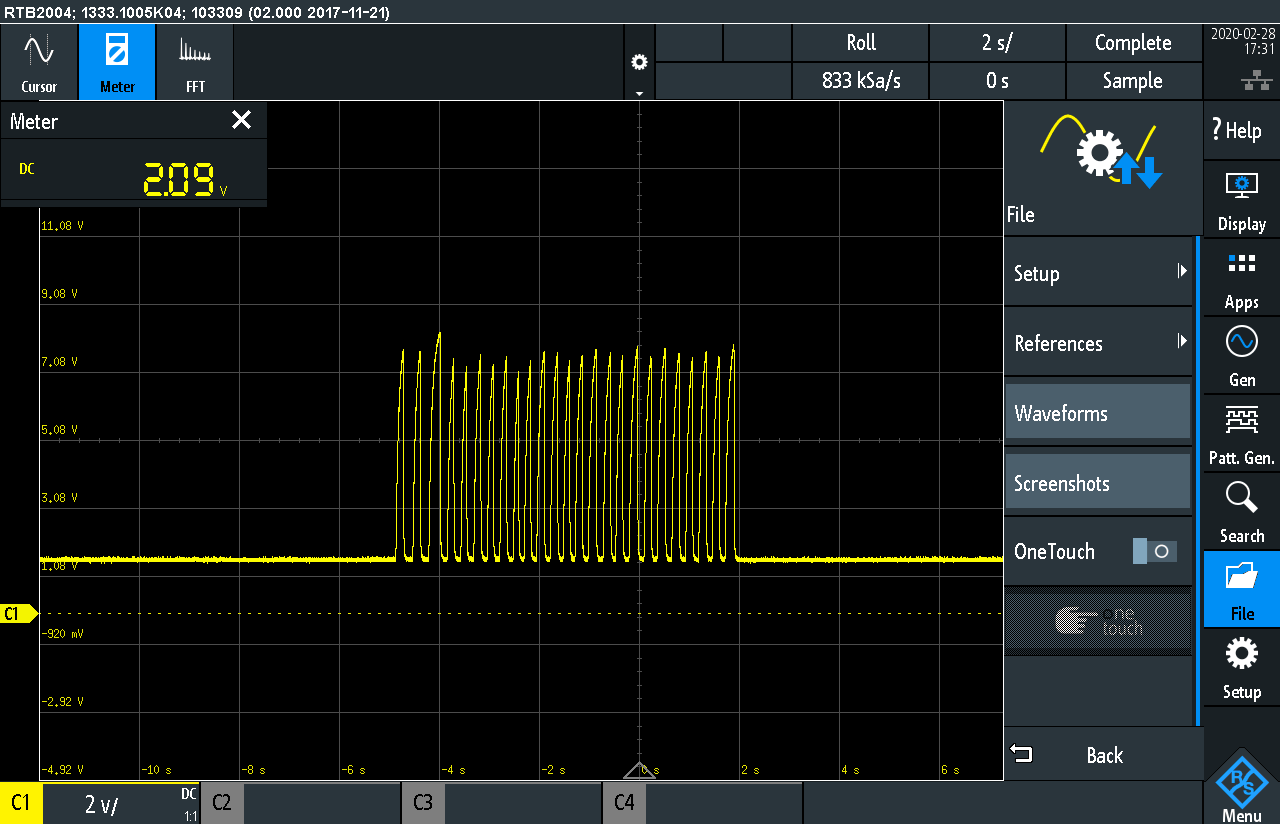 RTB2004; 1333.1005K04; 103309 (02.000 2017-11-21)
Cursor
Meter
FFT
Roll
2 s/
Complete
833 kSa/s
0 s
Sample
2020-02-28
17:31
Meter
DC
2.09 V
11.08 V
9.08 V
7.08 V
5.08 V
3.08 V
1.08 V
-920 mV
-2.92 V
-4.92 V
-10 s
-8 s
-6 s
-4 s
-2 s
0 s
2 s
4 s
6 s
C1
File
Setup
References
Waveforms
Screenshots
OneTouch
one
touch
Back
? Help
Display
Apps
Gen
Patt. Gen.
Search
File
Setup
R&S
Menu
C1
2 V/
DC
1:1
C2
C3
C4